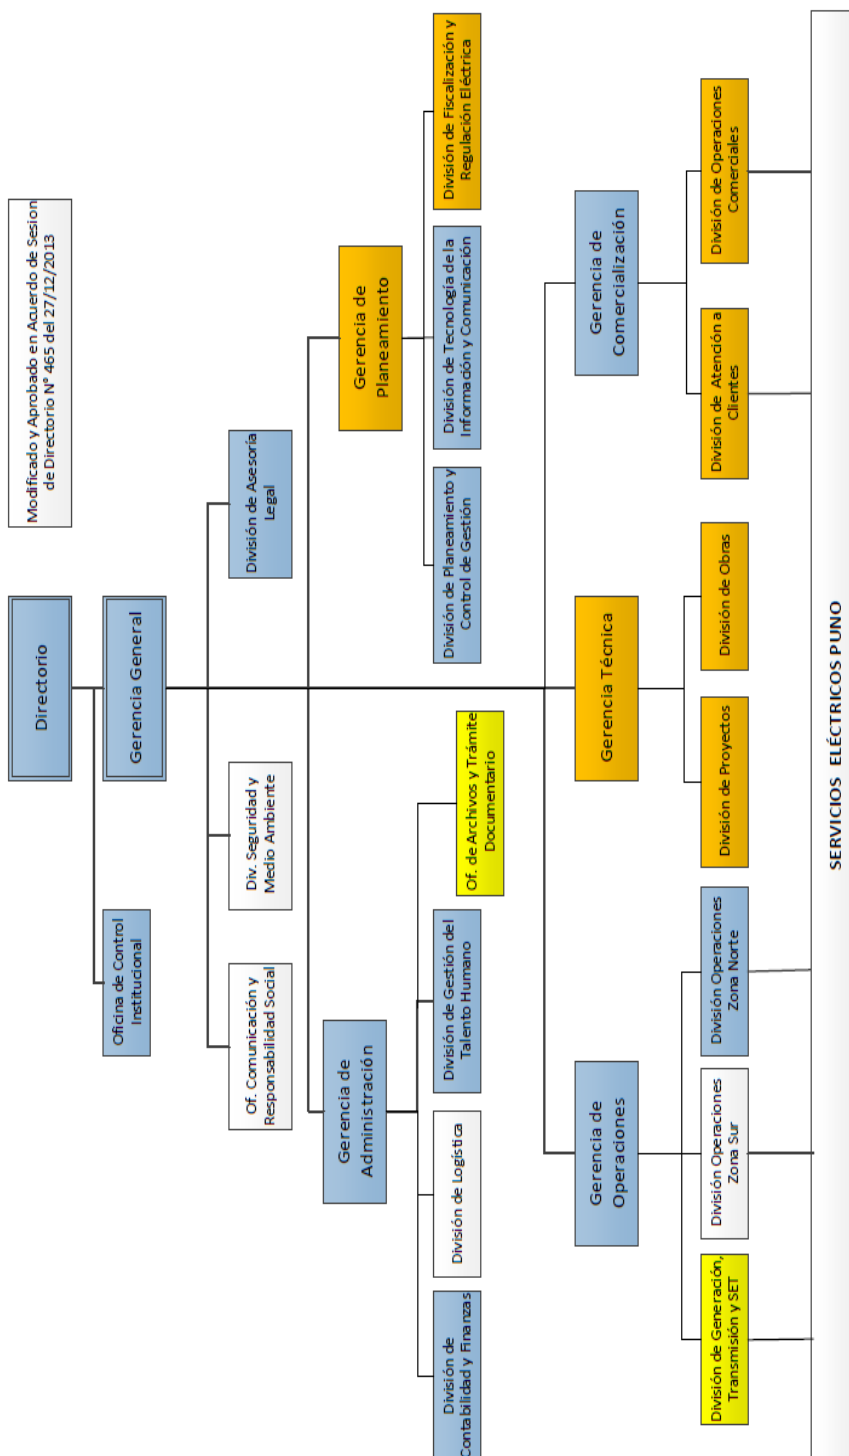 Modificado y Aprobado en Acuerdo de Sesion
de Directorio N° 465 del 27/12/2013
Directorio
Oficina de Control
Institucional
Gerencia General
Of. Comunicación y
Responsabilidad Social
Div. Seguridad y
Medio Ambiente
División de Asesoría
Legal
Gerencia de
Administración
Gerencia de
Planeamiento
División de
Contabilidad y Finanzas
División de Logística
División de Gestión del
Talento Humano
Of. de Archivos y Trámite
Documentario
División de Planeamiento y
Control de Gestión
División de Tecnología de la
Información y Comunicación
División de Fiscalización y
Regulación Eléctrica
Gerencia de
Operaciones
Gerencia Técnica
Gerencia de
Comercialización
División de Generación,
Transmisión y SET
División Operaciones
Zona Sur
División Operaciones
Zona Norte
División de Proyectos
División de Obras
División de Atención a
Clientes
División de Operaciones
Comerciales
SERVICIOS ELÉCTRICOS PUNO